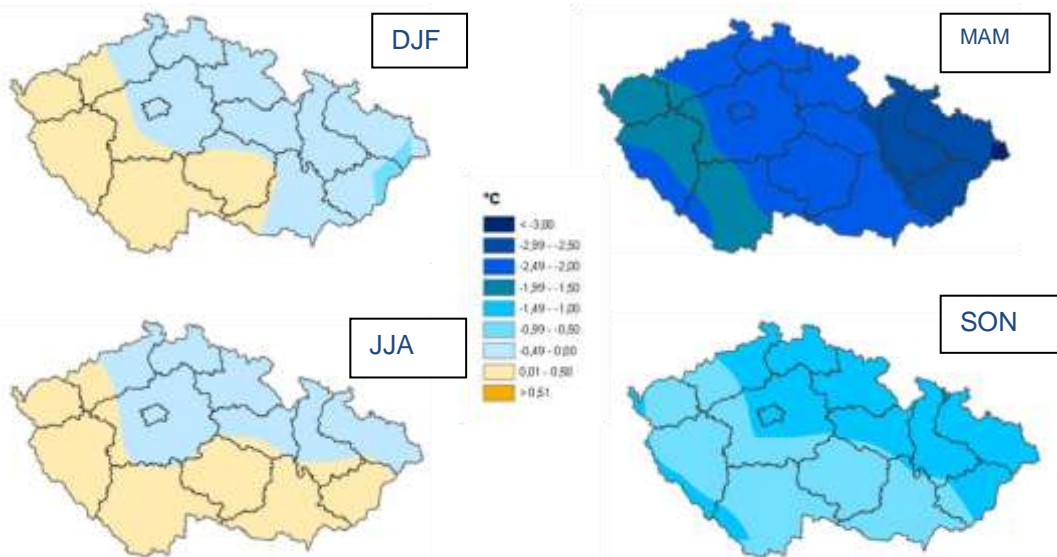 DJF
MAM
°C
< -3,00
-2,99 - -2,50
-2,49 - -2,00
-1,99 - -1,50
-1,49 - -1,00
-0,99 - -0,50
-0,49 - 0,00
0,01 - 0,50
> 0,51
JJA
SON